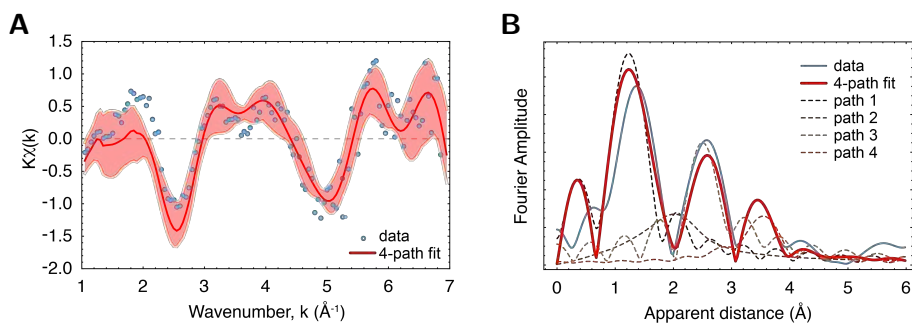 A
1.5
1.0
0.5
0.0
-0.5
-1.0
-1.5
-2.0
Kχ(k)
data
4-path fit
1 2 3 4 5 6 7
Wavenumber, k (Å⁻¹)
B
Fourier Amplitude
data
4-path fit
path 1
path 2
path 3
path 4
0 1 2 3 4 5 6
Apparent distance (Å)